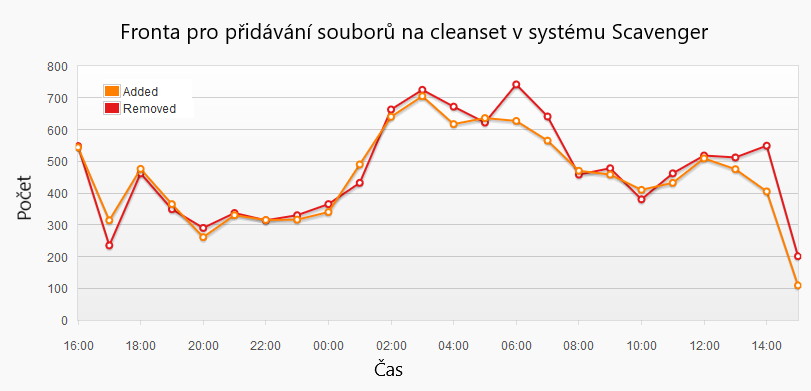 Fronta pro přidávání souborů na cleanset v systému Scavenger
800
Added
Removed
700
600
500
400
300
200
100
0
Počet
16:00 18:00 20:00 22:00 00:00 02:00 04:00 06:00 08:00 10:00 12:00 14:00
Čas